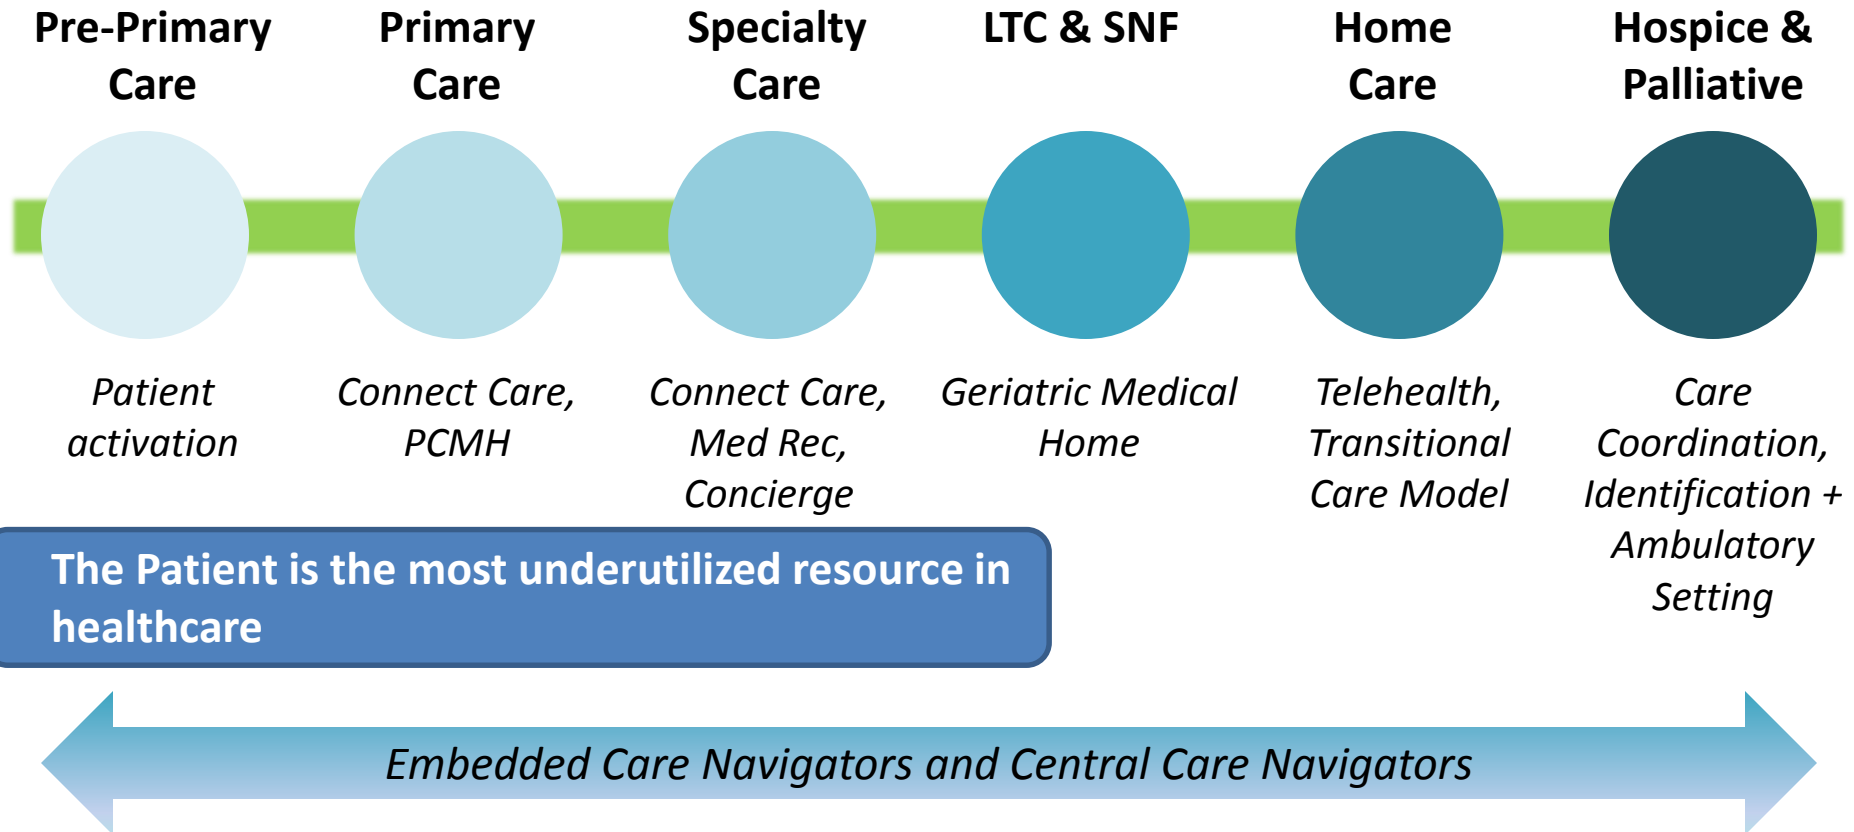 Pre-Primary
Care
Primary
Care
Specialty
Care
LTC & SNF
Home
Care
Hospice &
Palliative
Patient
activation
Connect Care,
PCMH
Connect Care,
Med Rec,
Concierge
Geriatric Medical
Home
Telehealth,
Transitional
Care Model
Care
Coordination,
Identification +
Ambulatory
Setting
The Patient is the most underutilized resource in
healthcare
Embedded Care Navigators and Central Care Navigators